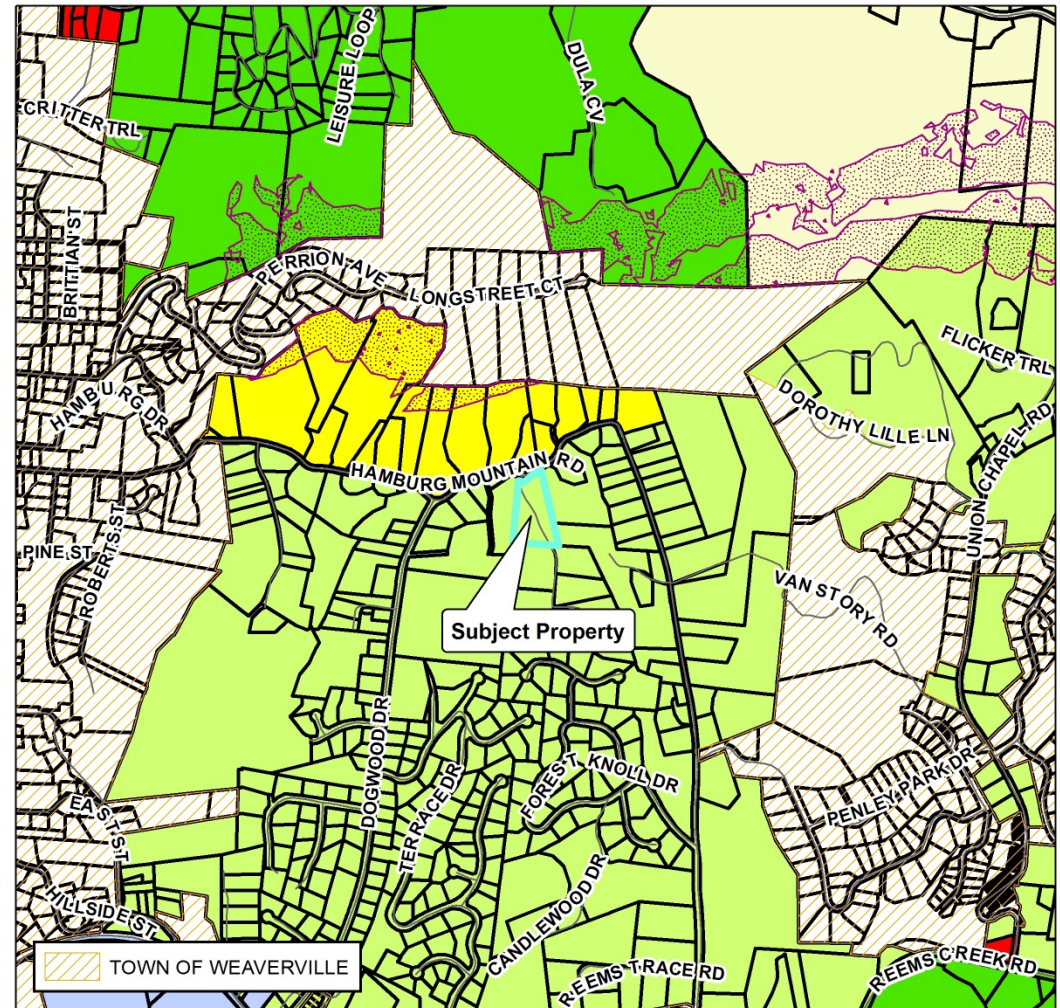 LEISURE LOOP
DULA CV
CRITTER TRL
BRITTIAN ST
PERRION AVE
LONGSTREET CT
FLICKER TRL
HAMBURG DR
DOROTHY LILLE LN
UNION CHAPEL RD
HAMBURG MOUNTAIN RD
PINE ST
ROBERTS ST
VAN STORY RD
Subject Property
DOGWOOD DR
TERRACE DR
FOREST KNOLL DR
PENLEY PARK DR
EAST ST
CANDLEWOOD DR
HILLSIDE ST
REEMS TRACE RD
REEMS CREEK RD
TOWN OF WEAVERVILLE